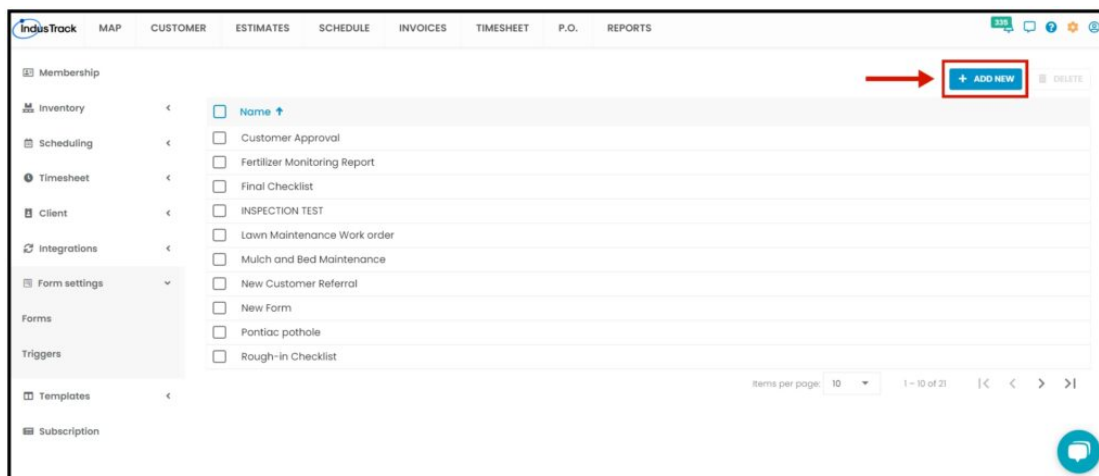 indusTrack MAP CUSTOMER ESTIMATES SCHEDULE INVOICES TIMESHEET P.O. REPORTS 335
Membership
Inventory
Scheduling
Timesheet
Client
Integrations
Form settings
Forms
Triggers
Templates
Subscription
+ ADD NEW DELETE
Name
Customer Approval
Fertilizer Monitoring Report
Final Checklist
INSPECTION TEST
Lawn Maintenance Work order
Mulch and Bed Maintenance
New Customer Referral
New Form
Pontiac pothole
Rough-in Checklist
Items per page: 10 1 – 10 of 21